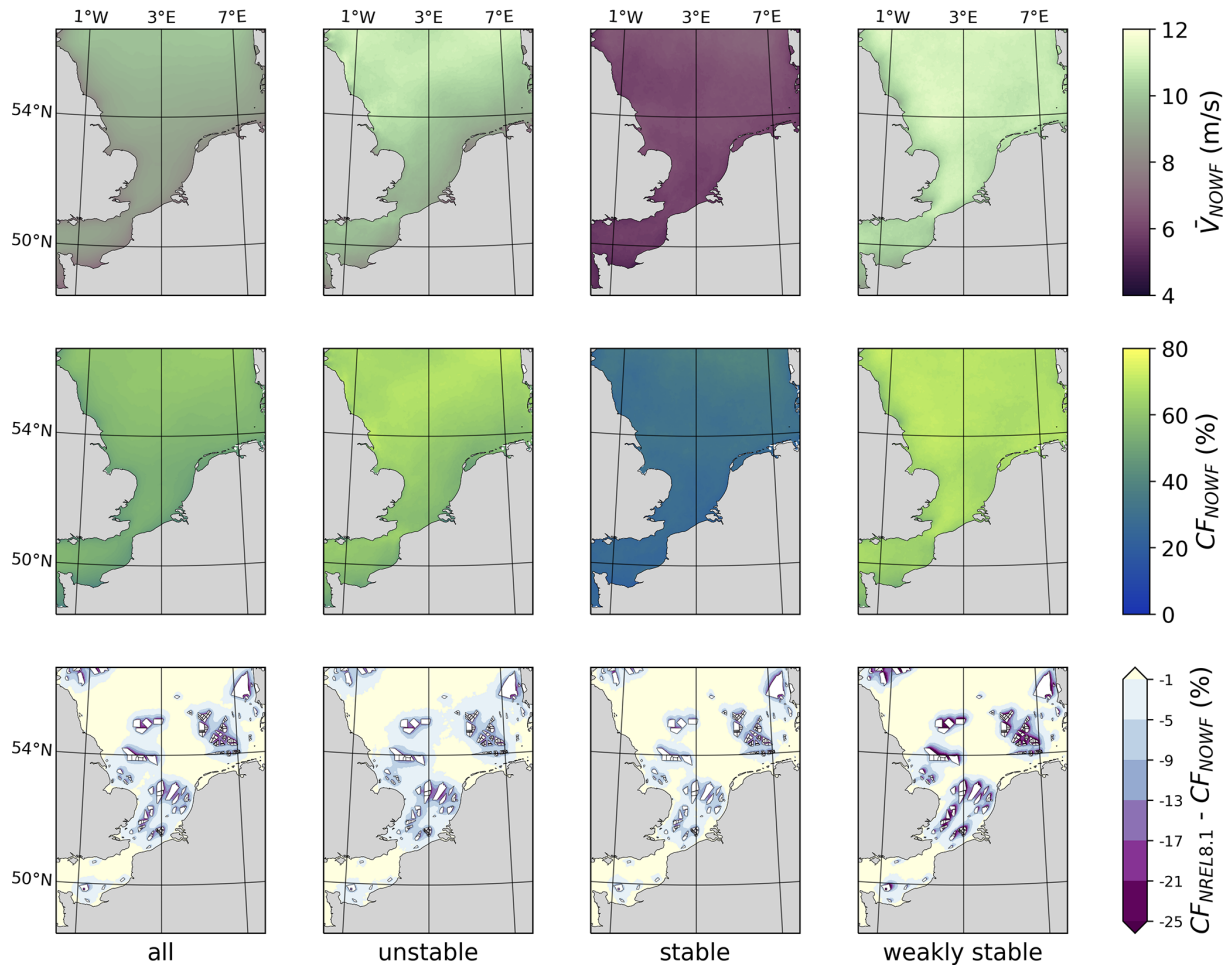 1°W 3°E 7°E 1°W 3°E 7°E 1°W 3°E 7°E 1°W 3°E 7°E
54°N
50°N
12
10
8
6
4
V̄NOWF (m/s)
54°N
50°N
80
60
40
20
0
CFNOWF (%)
54°N
50°N
-1
-5
-9
-13
-17
-21
-25
CFNREL8.1 - CFNOWF (%)
all unstable stable weakly stable